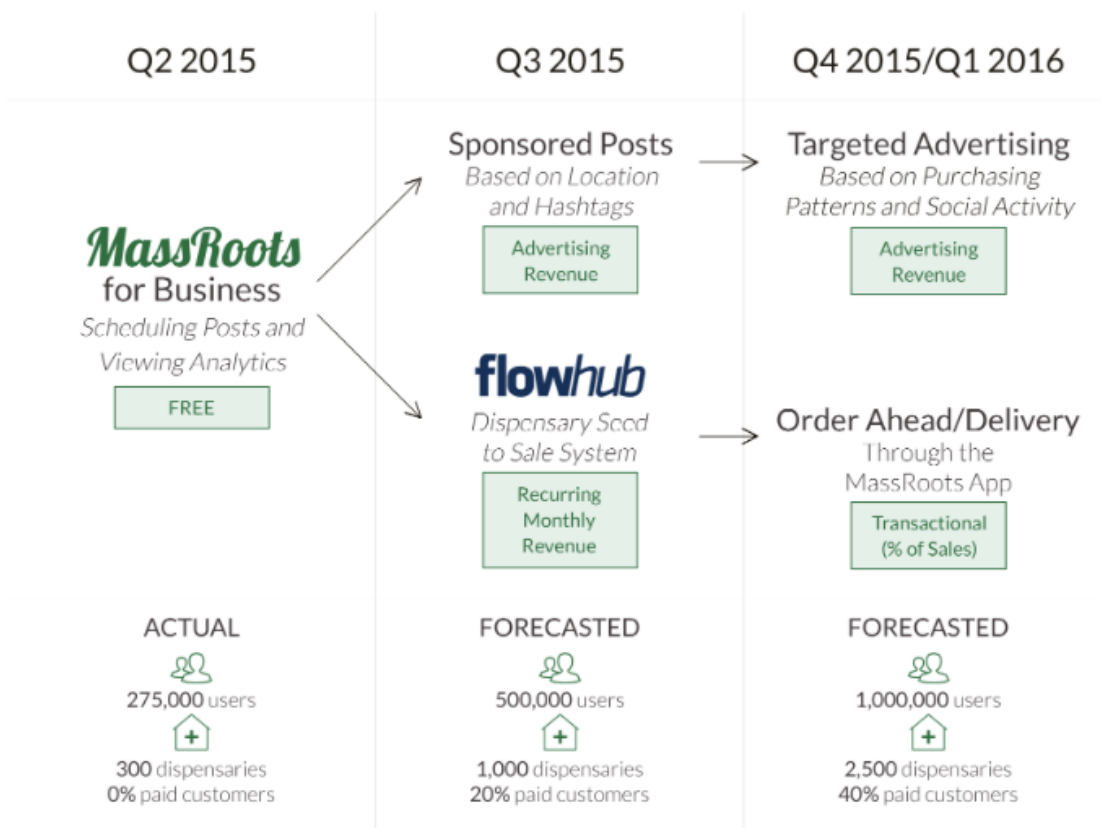 Q2 2015
Q3 2015
Q4 2015/Q1 2016
MassRoots
for Business
Scheduling Posts and
Viewing Analytics
FREE
Sponsored Posts
Based on Location
and Hashtags
Advertising
Revenue
flowhub
Dispensary Seed
to Sale System
Recurring
Monthly
Revenue
Targeted Advertising
Based on Purchasing
Patterns and Social Activity
Advertising
Revenue
Order Ahead/Delivery
Through the
MassRoots App
Transactional
(% of Sales)
ACTUAL
275,000 users
300 dispensaries
0% paid customers
FORECASTED
500,000 users
1,000 dispensaries
20% paid customers
FORECASTED
1,000,000 users
2,500 dispensaries
40% paid customers